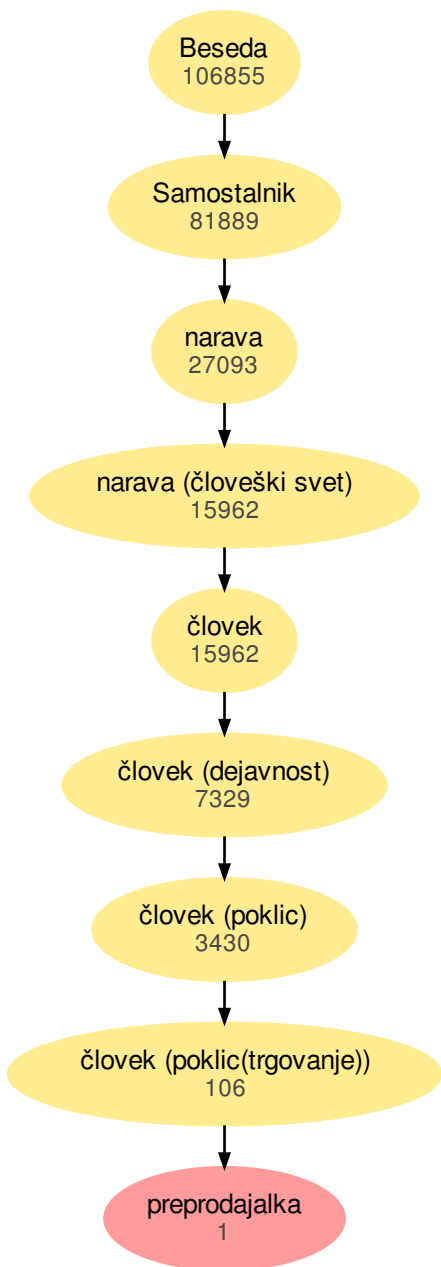 Beseda
106855
Samostalnik
81889
narava
27093
narava (človeški svet)
15962
človek
15962
človek (dejavnost)
7329
človek (poklic)
3430
človek (poklic(trgovanje))
106
preprodajalka
1